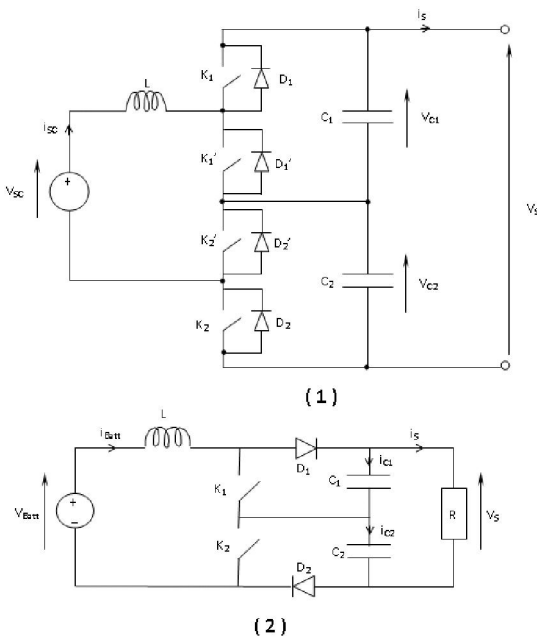 iS
K1
D1
L
C1
VC1
iSC
K1′
D1′
VSC
+
VS
K2′
D2′
C2
VC2
K2
D2
( 1 )
L
iBatt
iS
D1
iC1
K1
C1
VBatt
+
−
iC2
R
VS
K2
C2
D2
( 2 )